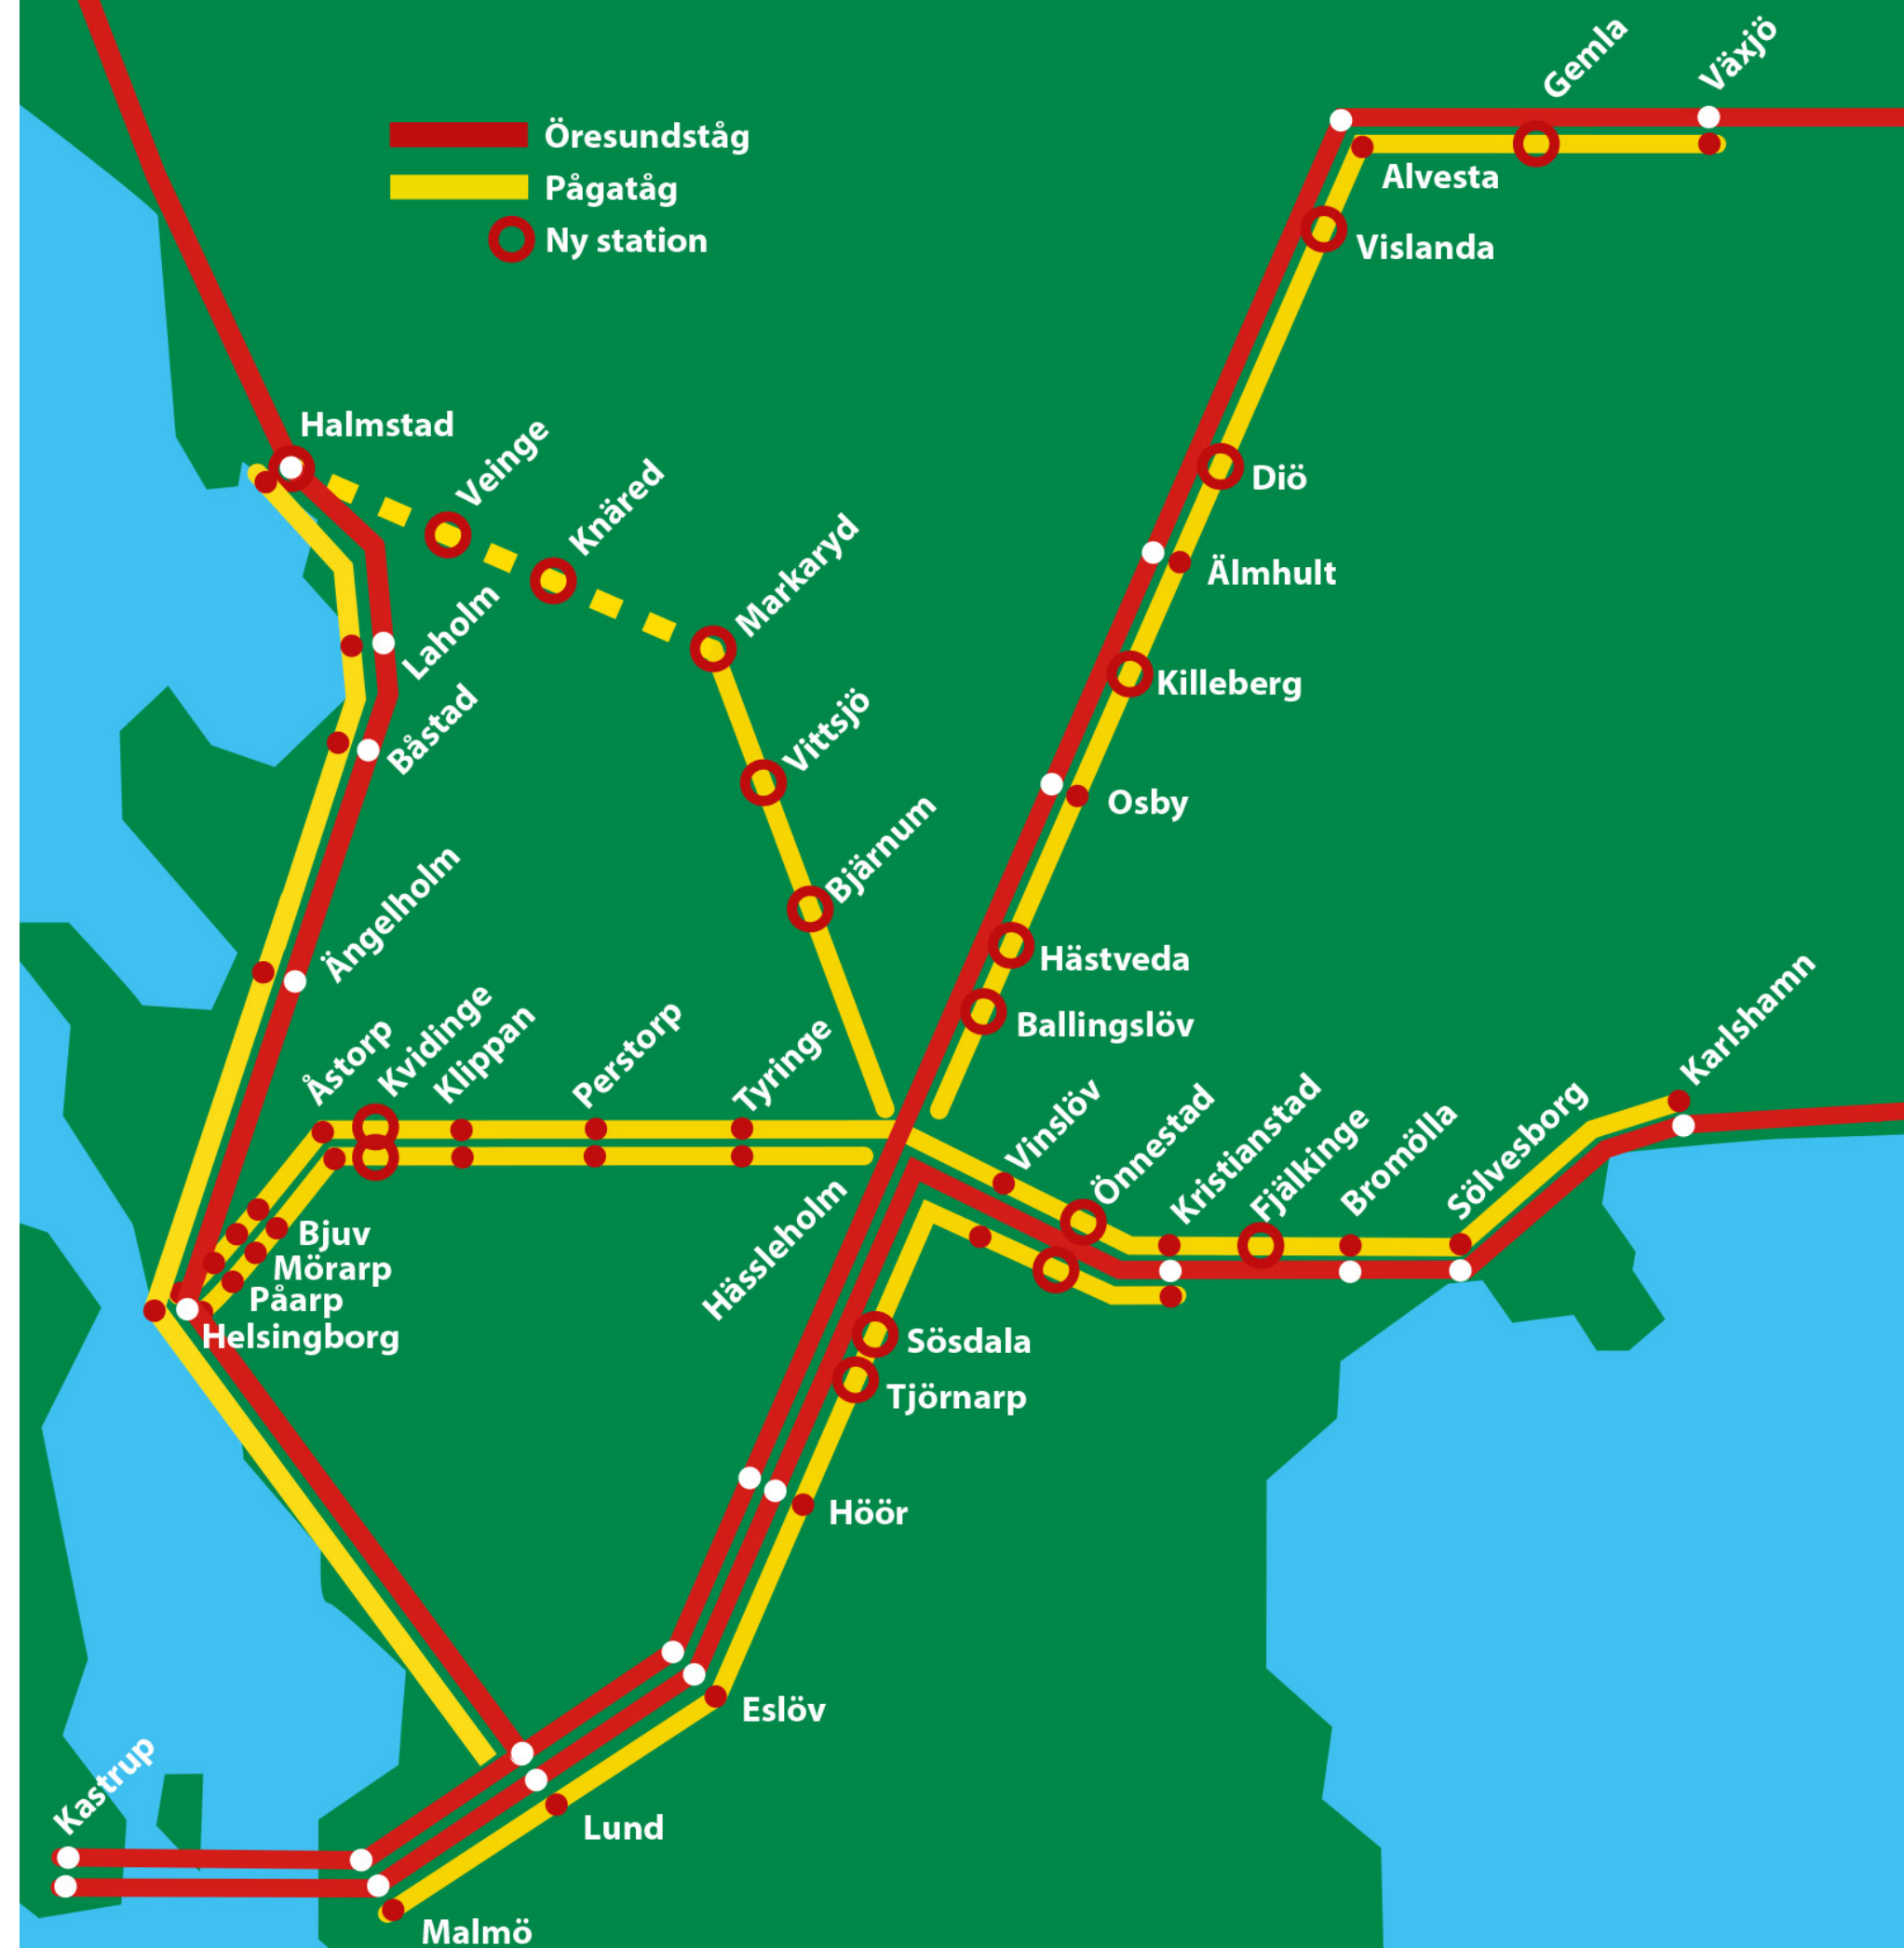 Gemla
Växjö
Öresundståg
Pågatåg
Ny station
Alvesta
Vislanda
Halmstad
Veinge
Knäred
Diö
Markaryd
Älmhult
Laholm
Killeberg
Båstad
Vittsjö
Osby
Bjärnum
Ängelholm
Hästveda
Ballingslöv
Karlshamn
Åstorp
Kvidinge
Klippan
Perstorp
Tyringe
Vinslöv
Önnestad
Kristianstad
Fjälkinge
Bromölla
Sölvesborg
Bjuv
Mörarp
Påarp
Helsingborg
Hässleholm
Sösdala
Tjörnarp
Höör
Eslöv
Kastrup
Lund
Malmö